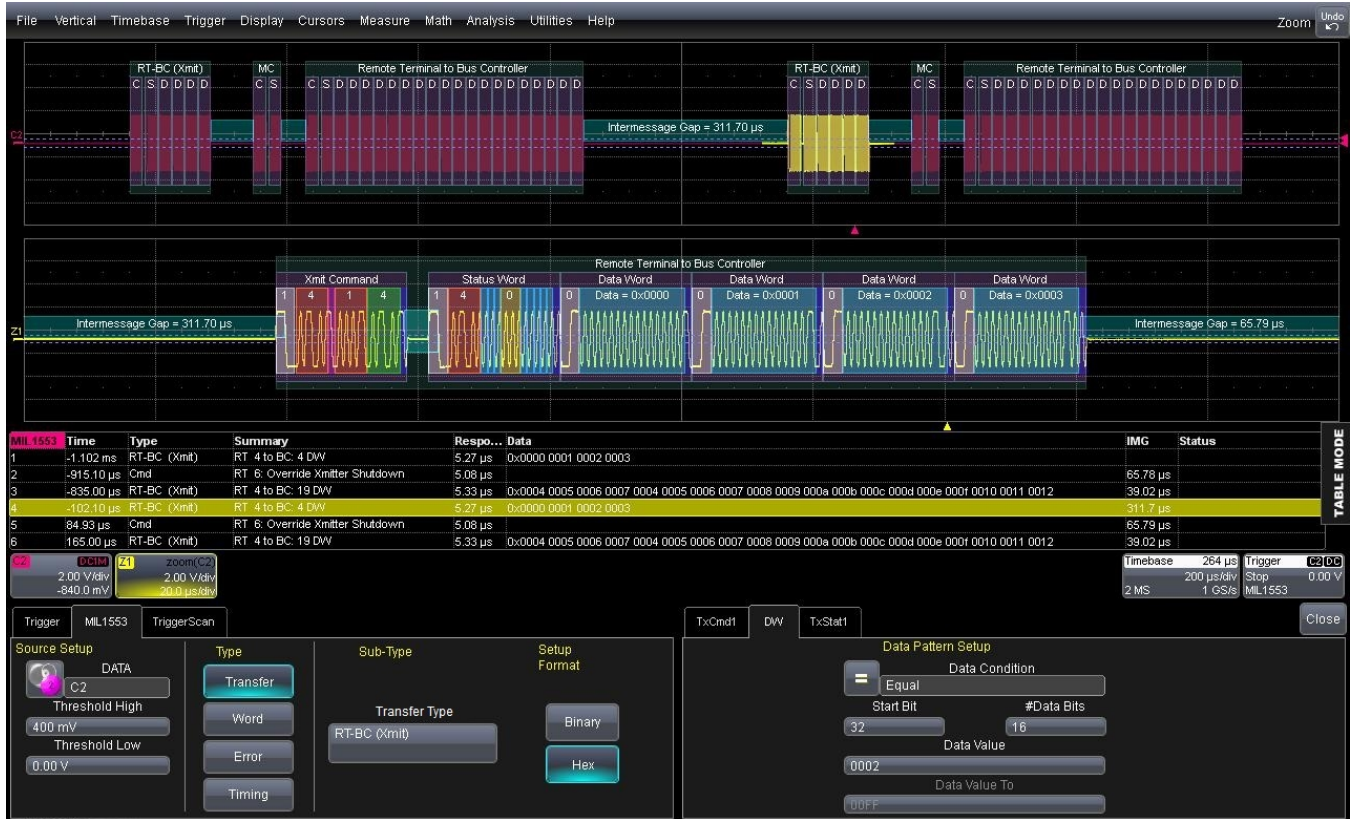 File Vertical Timebase Trigger Display Cursors Measure Math Analysis Utilities Help Zoom Undo
RT-BC (Xmit) MC Remote Terminal to Bus Controller RT-BC (Xmit) MC Remote Terminal to Bus Controller
C S D D D D C S C S D D D D D D D D D D D D D D D D D D D C S D D D D C S C S D D D D D D D D D D D D D D D D D D D
C2 Intermessage Gap = 311.70 µs
Remote Terminal to Bus Controller
Xmit Command Status Word Data Word Data Word Data Word Data Word
1 4 1 4 1 4 0 0 Data = 0x0000 0 Data = 0x0001 0 Data = 0x0002 0 Data = 0x0003
Z1 Intermessage Gap = 311.70 µs Intermessage Gap = 65.79 µs
MIL1553 Time Type Summary Respo... Data IMG Status
1 -1.102 ms RT-BC (Xmit) RT 4 to BC: 4 DW 5.27 µs 0x0000 0001 0002 0003
2 -915.10 µs Cmd RT 6: Override Xmitter Shutdown 5.08 µs 65.78 µs
3 -835.00 µs RT-BC (Xmit) RT 4 to BC: 19 DW 5.33 µs 0x0004 0005 0006 0007 0004 0005 0006 0007 0008 0009 000a 000b 000c 000d 000e 000f 0010 0011 0012 39.02 µs
4 -102.10 µs RT-BC (Xmit) RT 4 to BC: 4 DW 5.27 µs 0x0000 0001 0002 0003 311.7 µs
5 84.93 µs Cmd RT 6: Override Xmitter Shutdown 5.08 µs 65.79 µs
6 165.00 µs RT-BC (Xmit) RT 4 to BC: 19 DW 5.33 µs 0x0004 0005 0006 0007 0004 0005 0006 0007 0008 0009 000a 000b 000c 000d 000e 000f 0010 0011 0012 39.02 µs
TABLE MODE
C2 DC1M Z1 zoom(C2) Timebase 264 µs Trigger C2 DC
2.00 V/div 2.00 V/div 200 µs/div Stop 0.00 V
-840.0 mV 20.0 µs/div 2 MS 1 GS/s MIL1553
Trigger MIL1553 TriggerScan TxCmd1 DW TxStat1 Close
Source Setup Type Sub-Type Setup Format Data Pattern Setup
DATA Data Condition
C2 Transfer = Equal
Threshold High Word Transfer Type Binary Start Bit #Data Bits
400 mV RT-BC (Xmit) 32 16
Threshold Low Error Hex Data Value
0.00 V 0002
Timing Data Value To
00FF